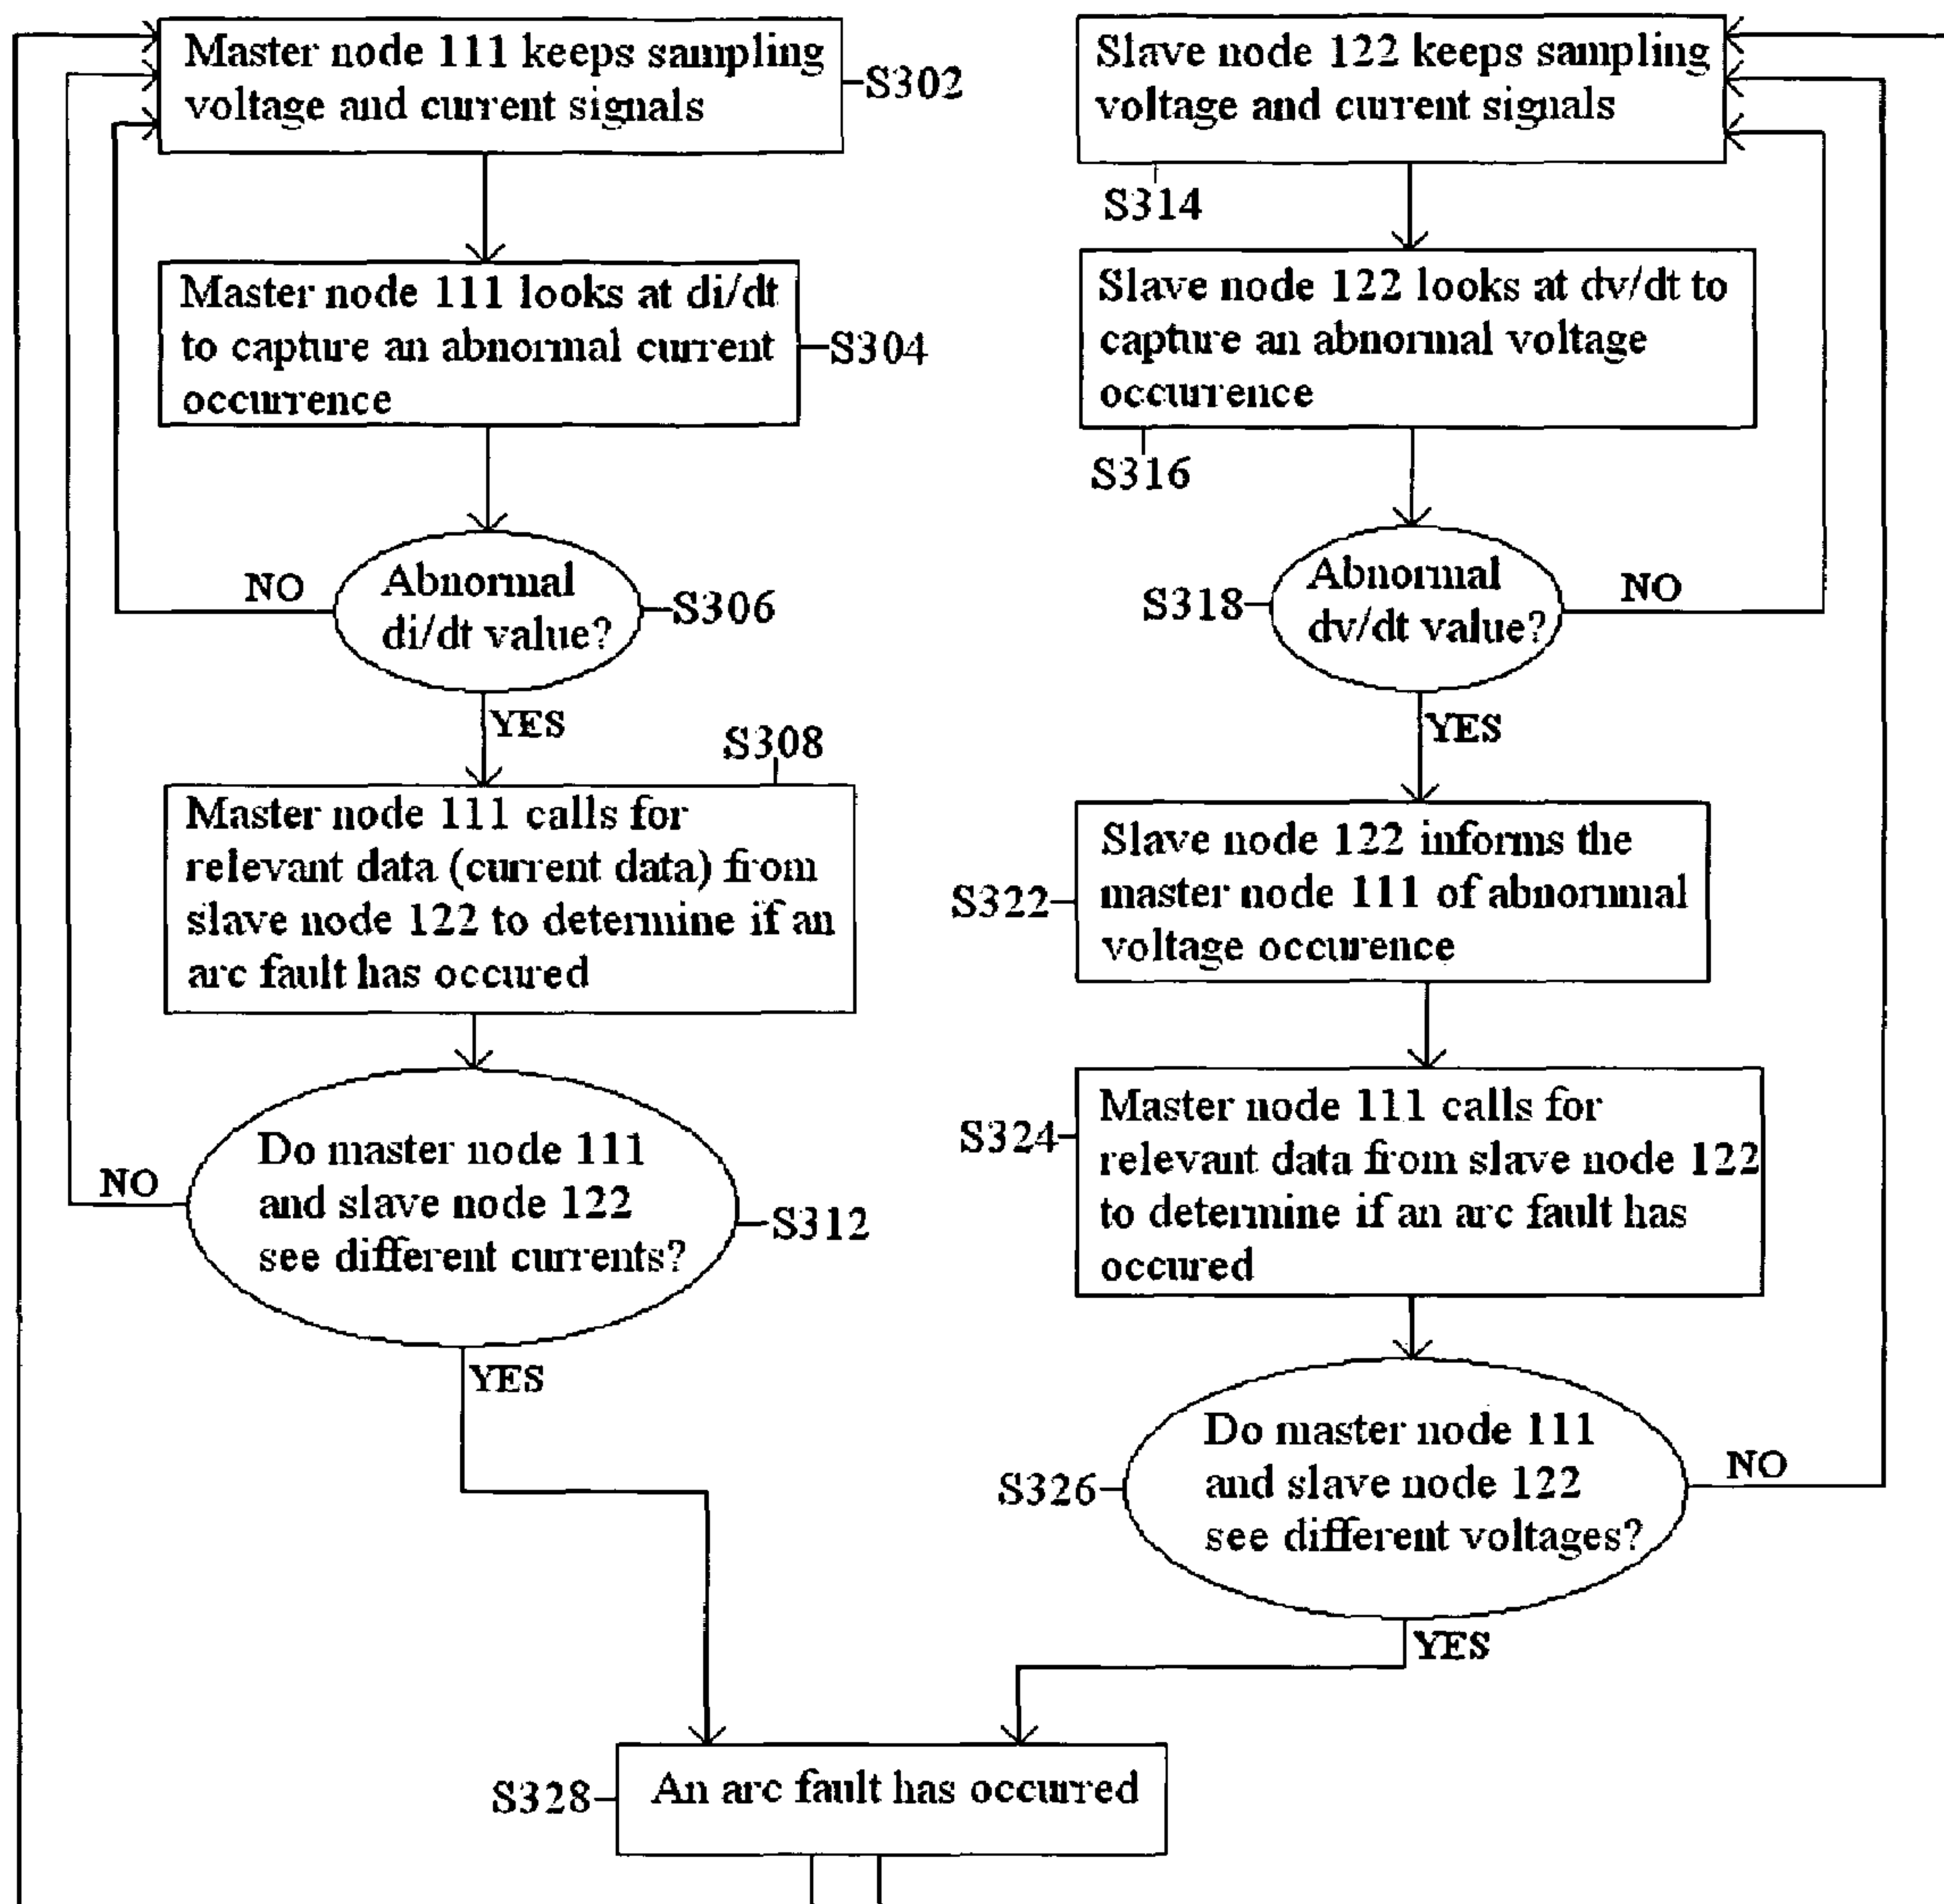 Master node 111 keeps sampling
voltage and current signals
S302
Master node 111 looks at di/dt
to capture an abnormal current
occurrence
S304
Abnormal
di/dt value?
S306
NO
YES
S308
Master node 111 calls for
relevant data (current data) from
slave node 122 to determine if an
arc fault has occured
Do master node 111
and slave node 122
see different currents?
S312
NO
YES
Slave node 122 keeps sampling
voltage and current signals
S314
Slave node 122 looks at dv/dt to
capture an abnormal voltage
occurrence
S316
Abnormal
dv/dt value?
S318
NO
YES
Slave node 122 informs the
master node 111 of abnornmal
voltage occurence
S322
Master node 111 calls for
relevant data from slave node 122
to determine if an arc fault has
occured
S324
Do master node 111
and slave node 122
see different voltages?
S326
NO
YES
An arc fault has occurred
S328